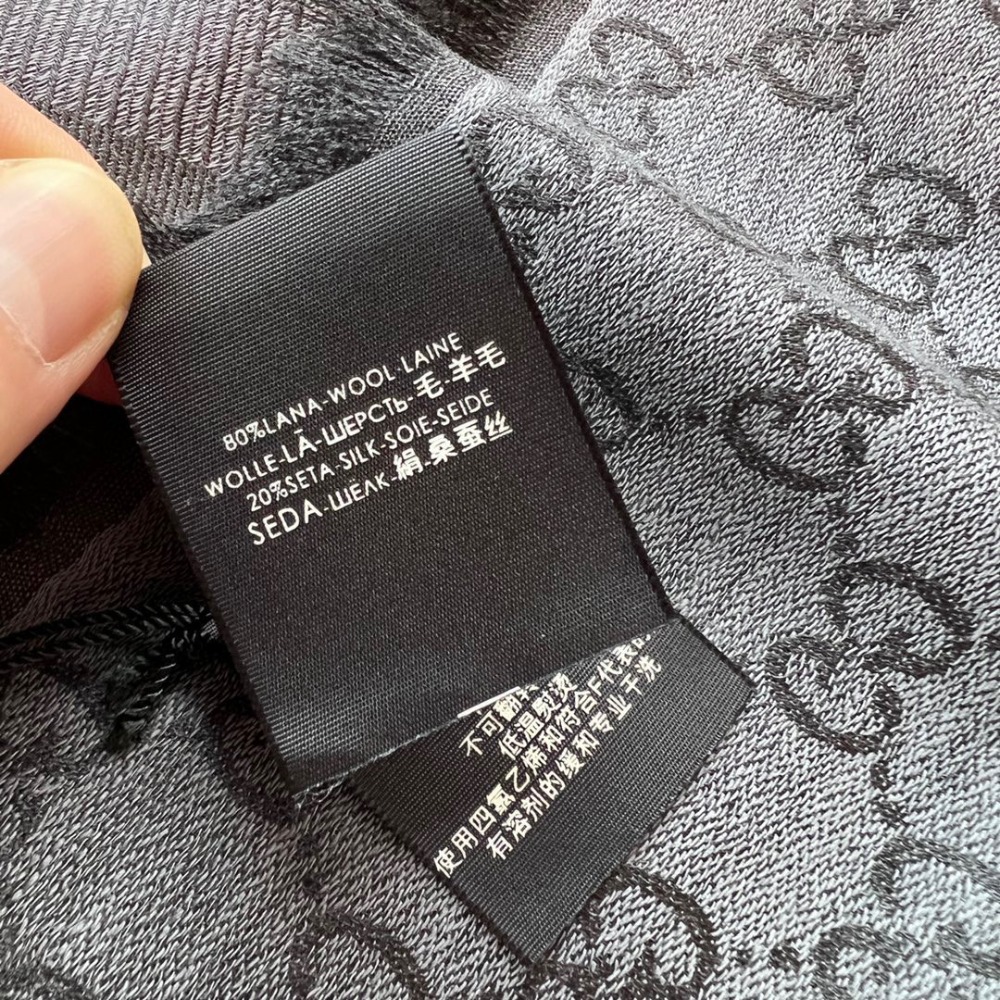 80%LANA-WOOL-LAINE
WOLLE-LÃ-ШЕРСТЬ-毛-羊毛
20%SETA-SILK-SOIE-SEIDE
SEDA-ШЕЛК-絹-桑蚕丝
不可翻
低温熨烫
使用四氯乙烯和符合F代表的
有溶剂的缓和专业干洗